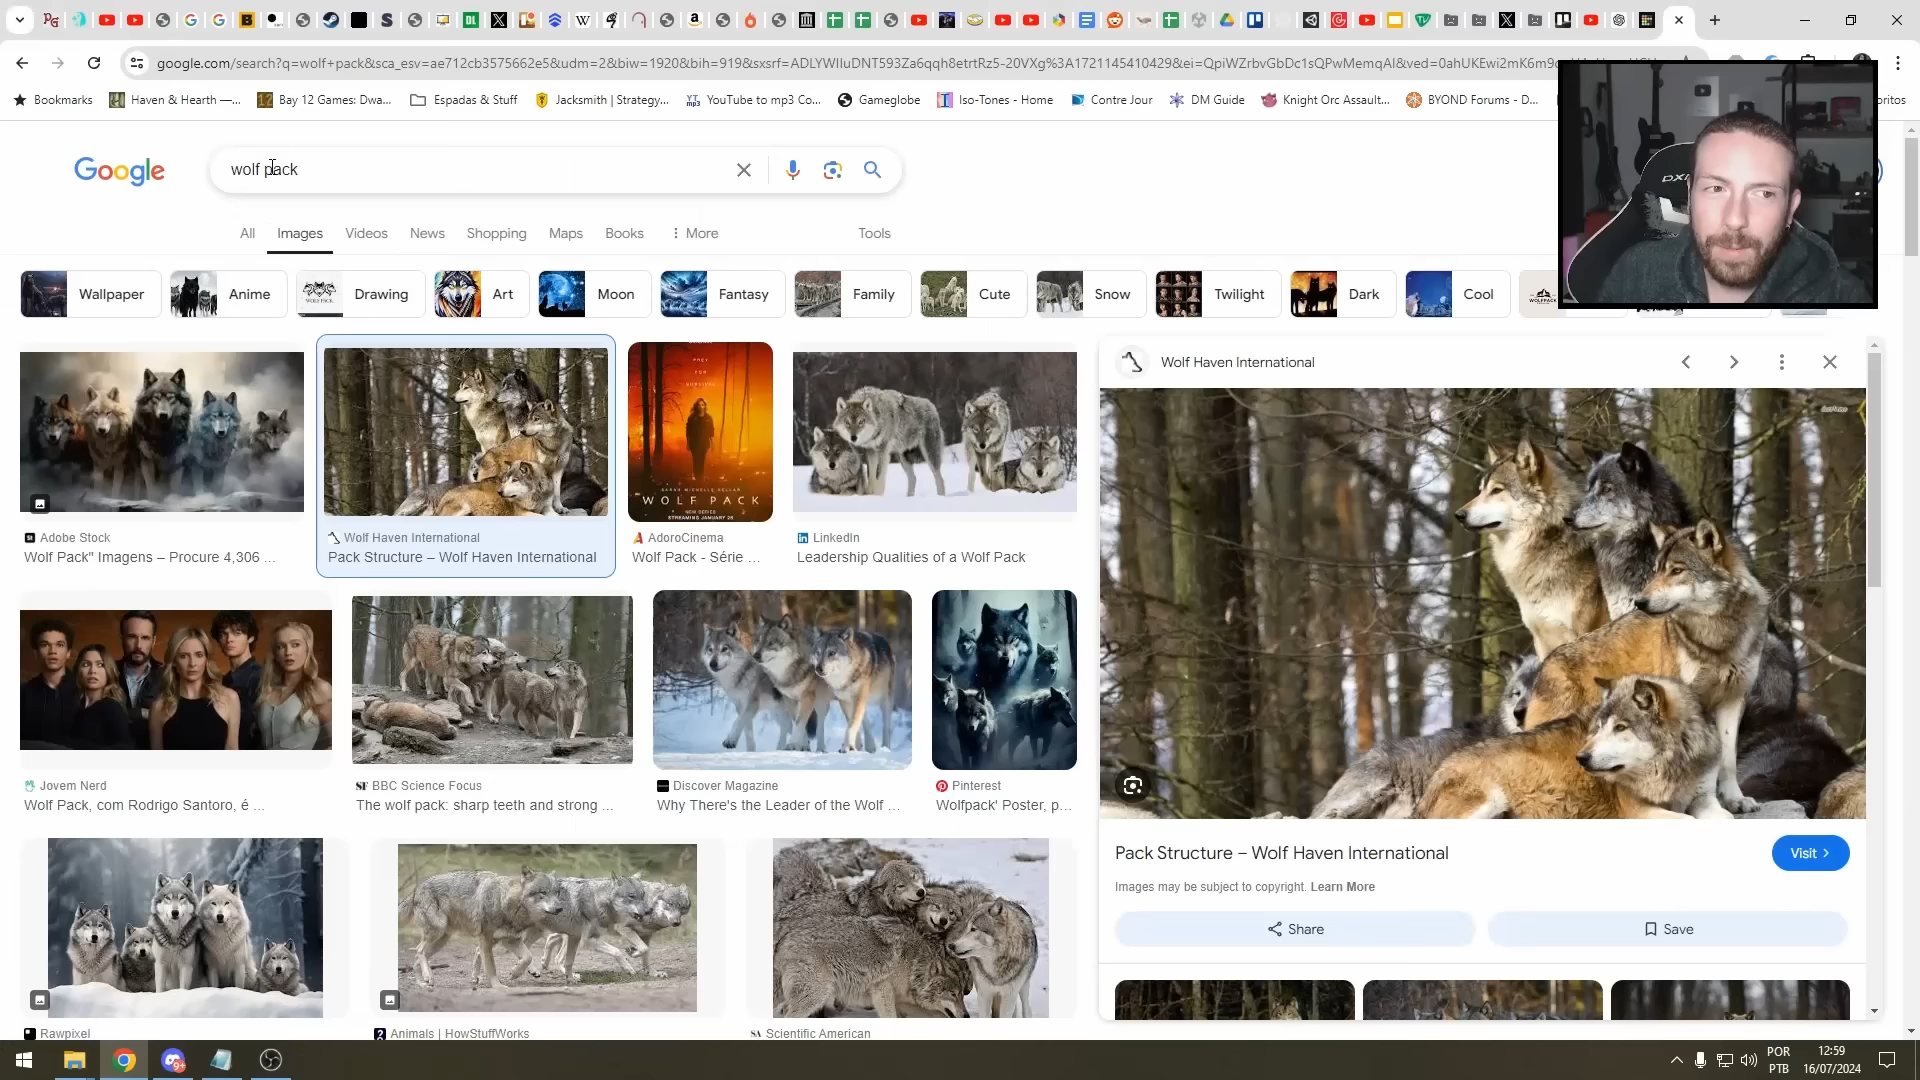 google.com/search?q=wolf+pack&sca_esv=ae712cb3575662e5&udm=2&biw=1920&bih=919&sxsrf=ADLYWIIuDNT593Za6qqh8etrtRz5-20VXg%3A1721145410429&ei=QpiWZrbvGbDc1sQPwMemqAI&ved=0ahUKEwi2mK6m9c
Bookmarks
Haven & Hearth —...
Bay 12 Games: Dwa...
Espadas & Stuff
Jacksmith | Strategy...
YouTube to mp3 Co...
Gameglobe
Iso-Tones - Home
Contre Jour
DM Guide
Knight Orc Assault...
BYOND Forums - D...
oritos
Google
wolf pack
All
Images
Videos
News
Shopping
Maps
Books
More
Tools
Wallpaper
Anime
Drawing
Art
Moon
Fantasy
Family
Cute
Snow
Twilight
Dark
Cool
Adobe Stock
Wolf Pack" Imagens – Procure 4,306 ...
Wolf Haven International
Pack Structure – Wolf Haven International
WOLF PACK
AdoroCinema
Wolf Pack - Série ...
LinkedIn
Leadership Qualities of a Wolf Pack
Jovem Nerd
Wolf Pack, com Rodrigo Santoro, é ...
BBC Science Focus
The wolf pack: sharp teeth and strong ...
Discover Magazine
Why There's the Leader of the Wolf ...
Pinterest
Wolfpack' Poster, p...
Rawpixel
Animals | HowStuffWorks
Scientific American
Wolf Haven International
Pack Structure – Wolf Haven International
Visit
Images may be subject to copyright. Learn More
Share
Save
POR
PTB
12:59
16/07/2024